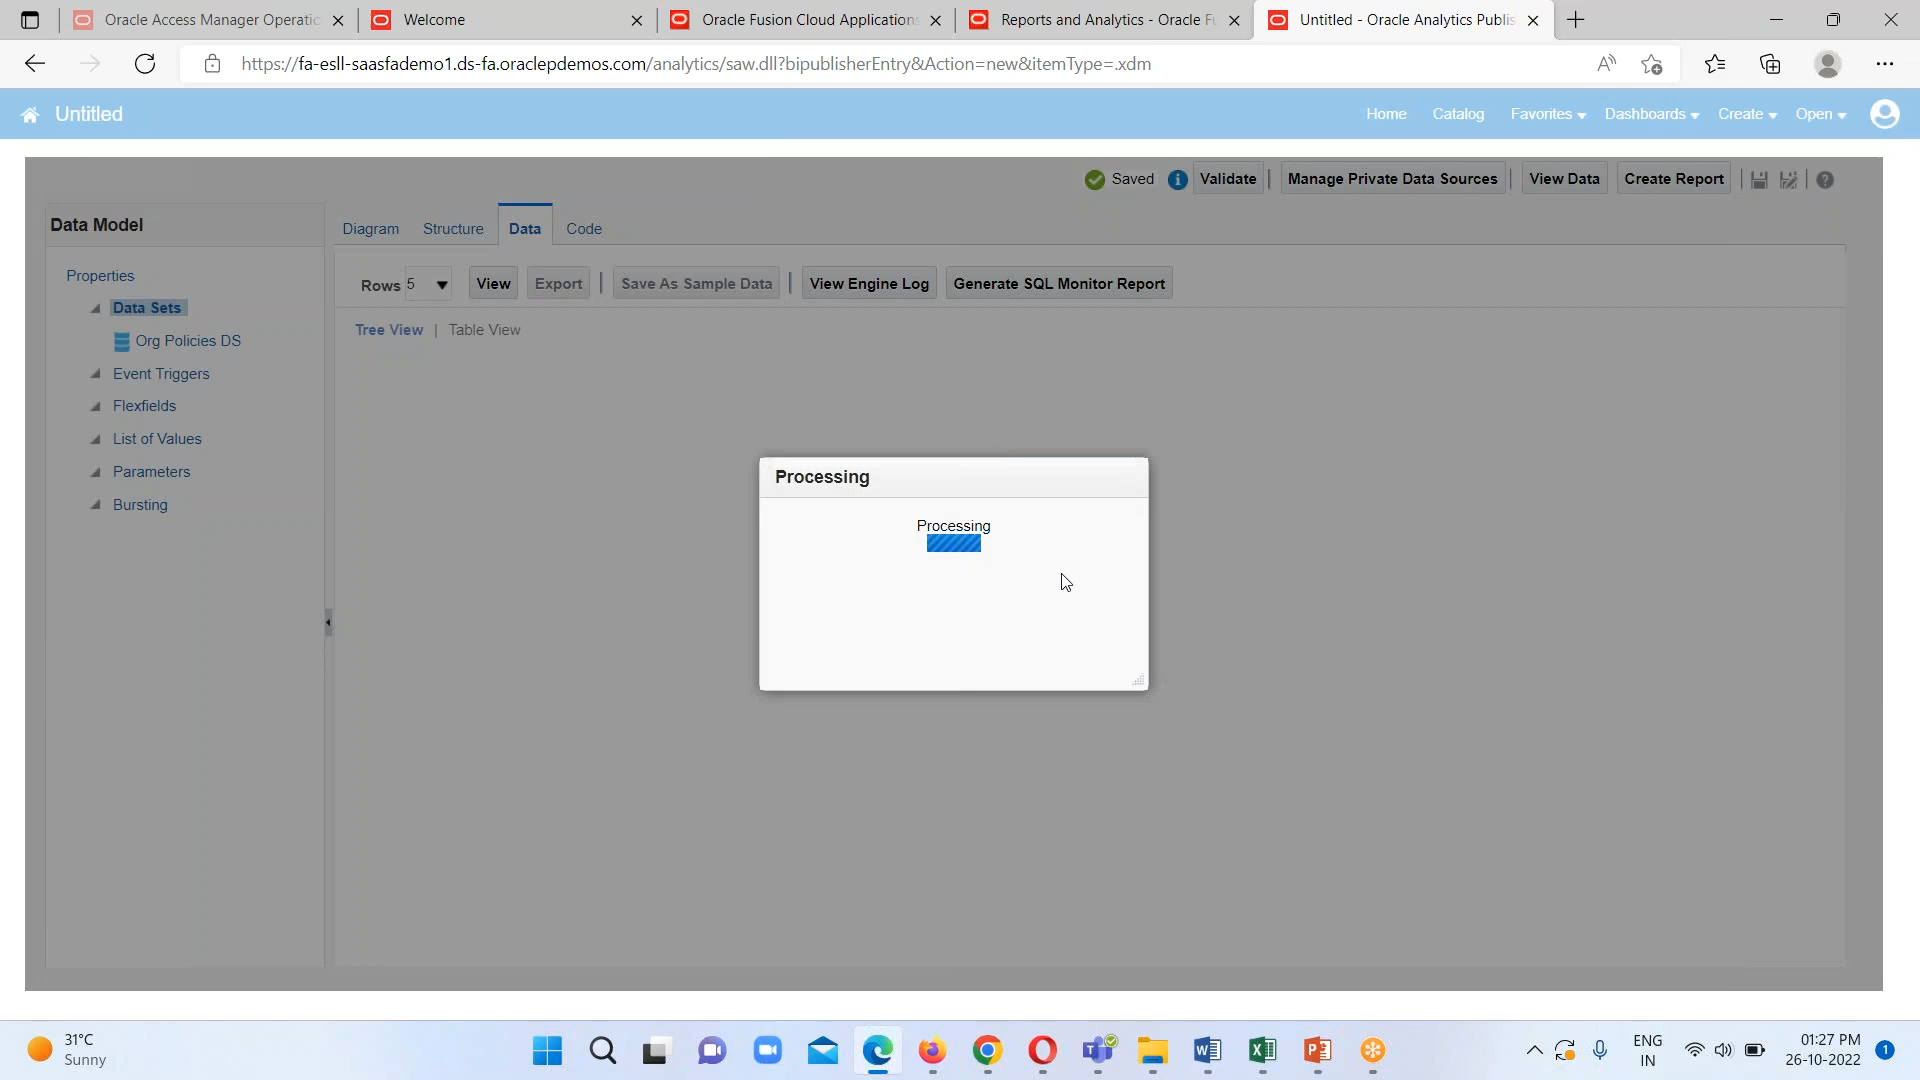 Oracle Access Manager Operatic
Welcome
Oracle Fusion Cloud Applications
Reports and Analytics - Oracle Fu
Untitled - Oracle Analytics Publis
https://fa-esll-saasfademo1.ds-fa.oraclepdemos.com/analytics/saw.dll?bipublisherEntry&Action=new&itemType=.xdm
Untitled
Home Catalog Favorites Dashboards Create Open
Saved Validate Manage Private Data Sources View Data Create Report
Data Model
Diagram Structure Data Code
Properties
Data Sets
Org Policies DS
Event Triggers
Flexfields
List of Values
Parameters
Bursting
Rows 5 View Export Save As Sample Data View Engine Log Generate SQL Monitor Report
Tree View | Table View
Processing
Processing
31°C
Sunny
ENG
IN
01:27 PM
26-10-2022
1